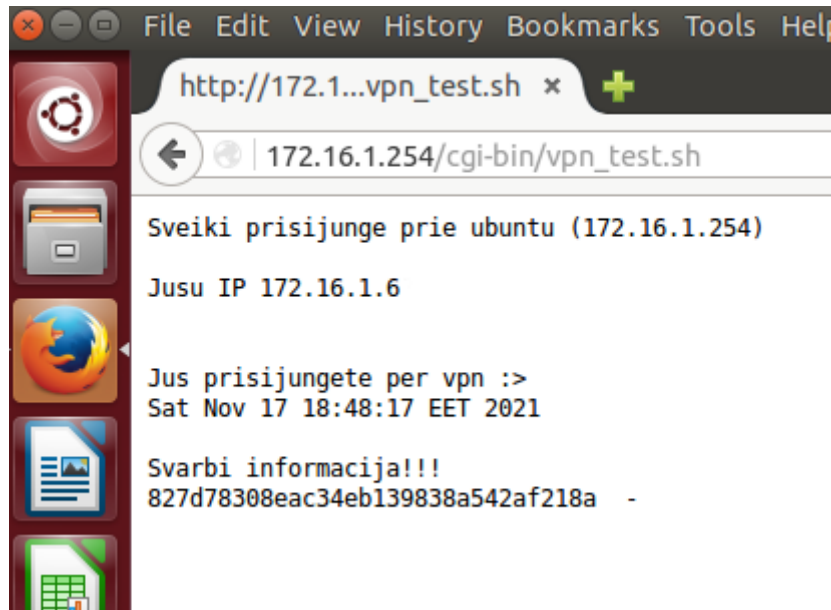 File Edit View History Bookmarks Tools Help
http://172.1...vpn_test.sh ×
172.16.1.254/cgi-bin/vpn_test.sh
Sveiki prisijunge prie ubuntu (172.16.1.254)
Jusu IP 172.16.1.6
Jus prisijungete per vpn :>
Sat Nov 17 18:48:17 EET 2021
Svarbi informacija!!!
827d78308eac34eb139838a542af218a -